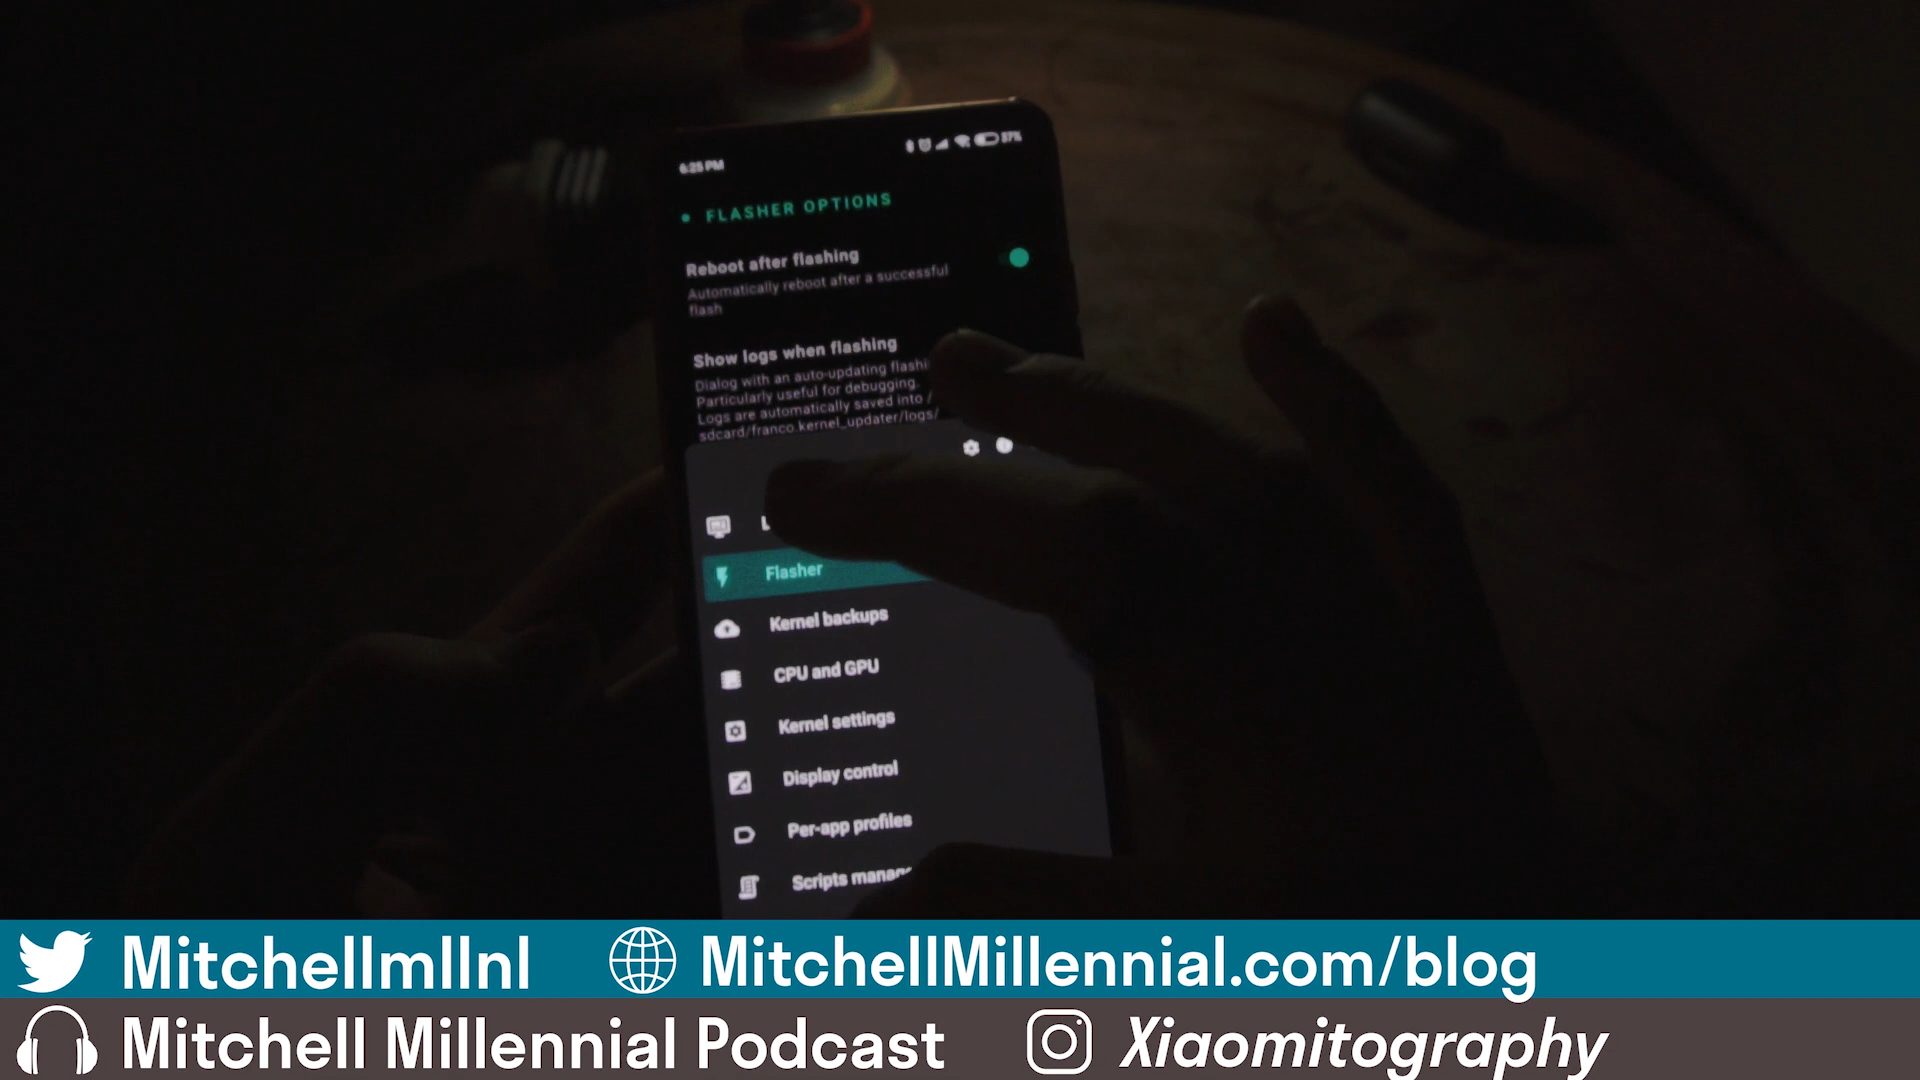 6:25 PM
37%
FLASHER OPTIONS
Reboot after flashing
Automatically reboot after a successful
flash
Show logs when flashing
Dialog with an auto-updating
Particularly useful for debugging.
Logs are automatically saved into /
sdcard/franco.kernel_updater/logs/
Flasher
Kernel backups
CPU and GPU
Kernel settings
Display control
Per-app profiles
Scripts
Mitchellmllnl
MitchellMillennial.com/blog
Mitchell Millennial Podcast
Xiaomitography